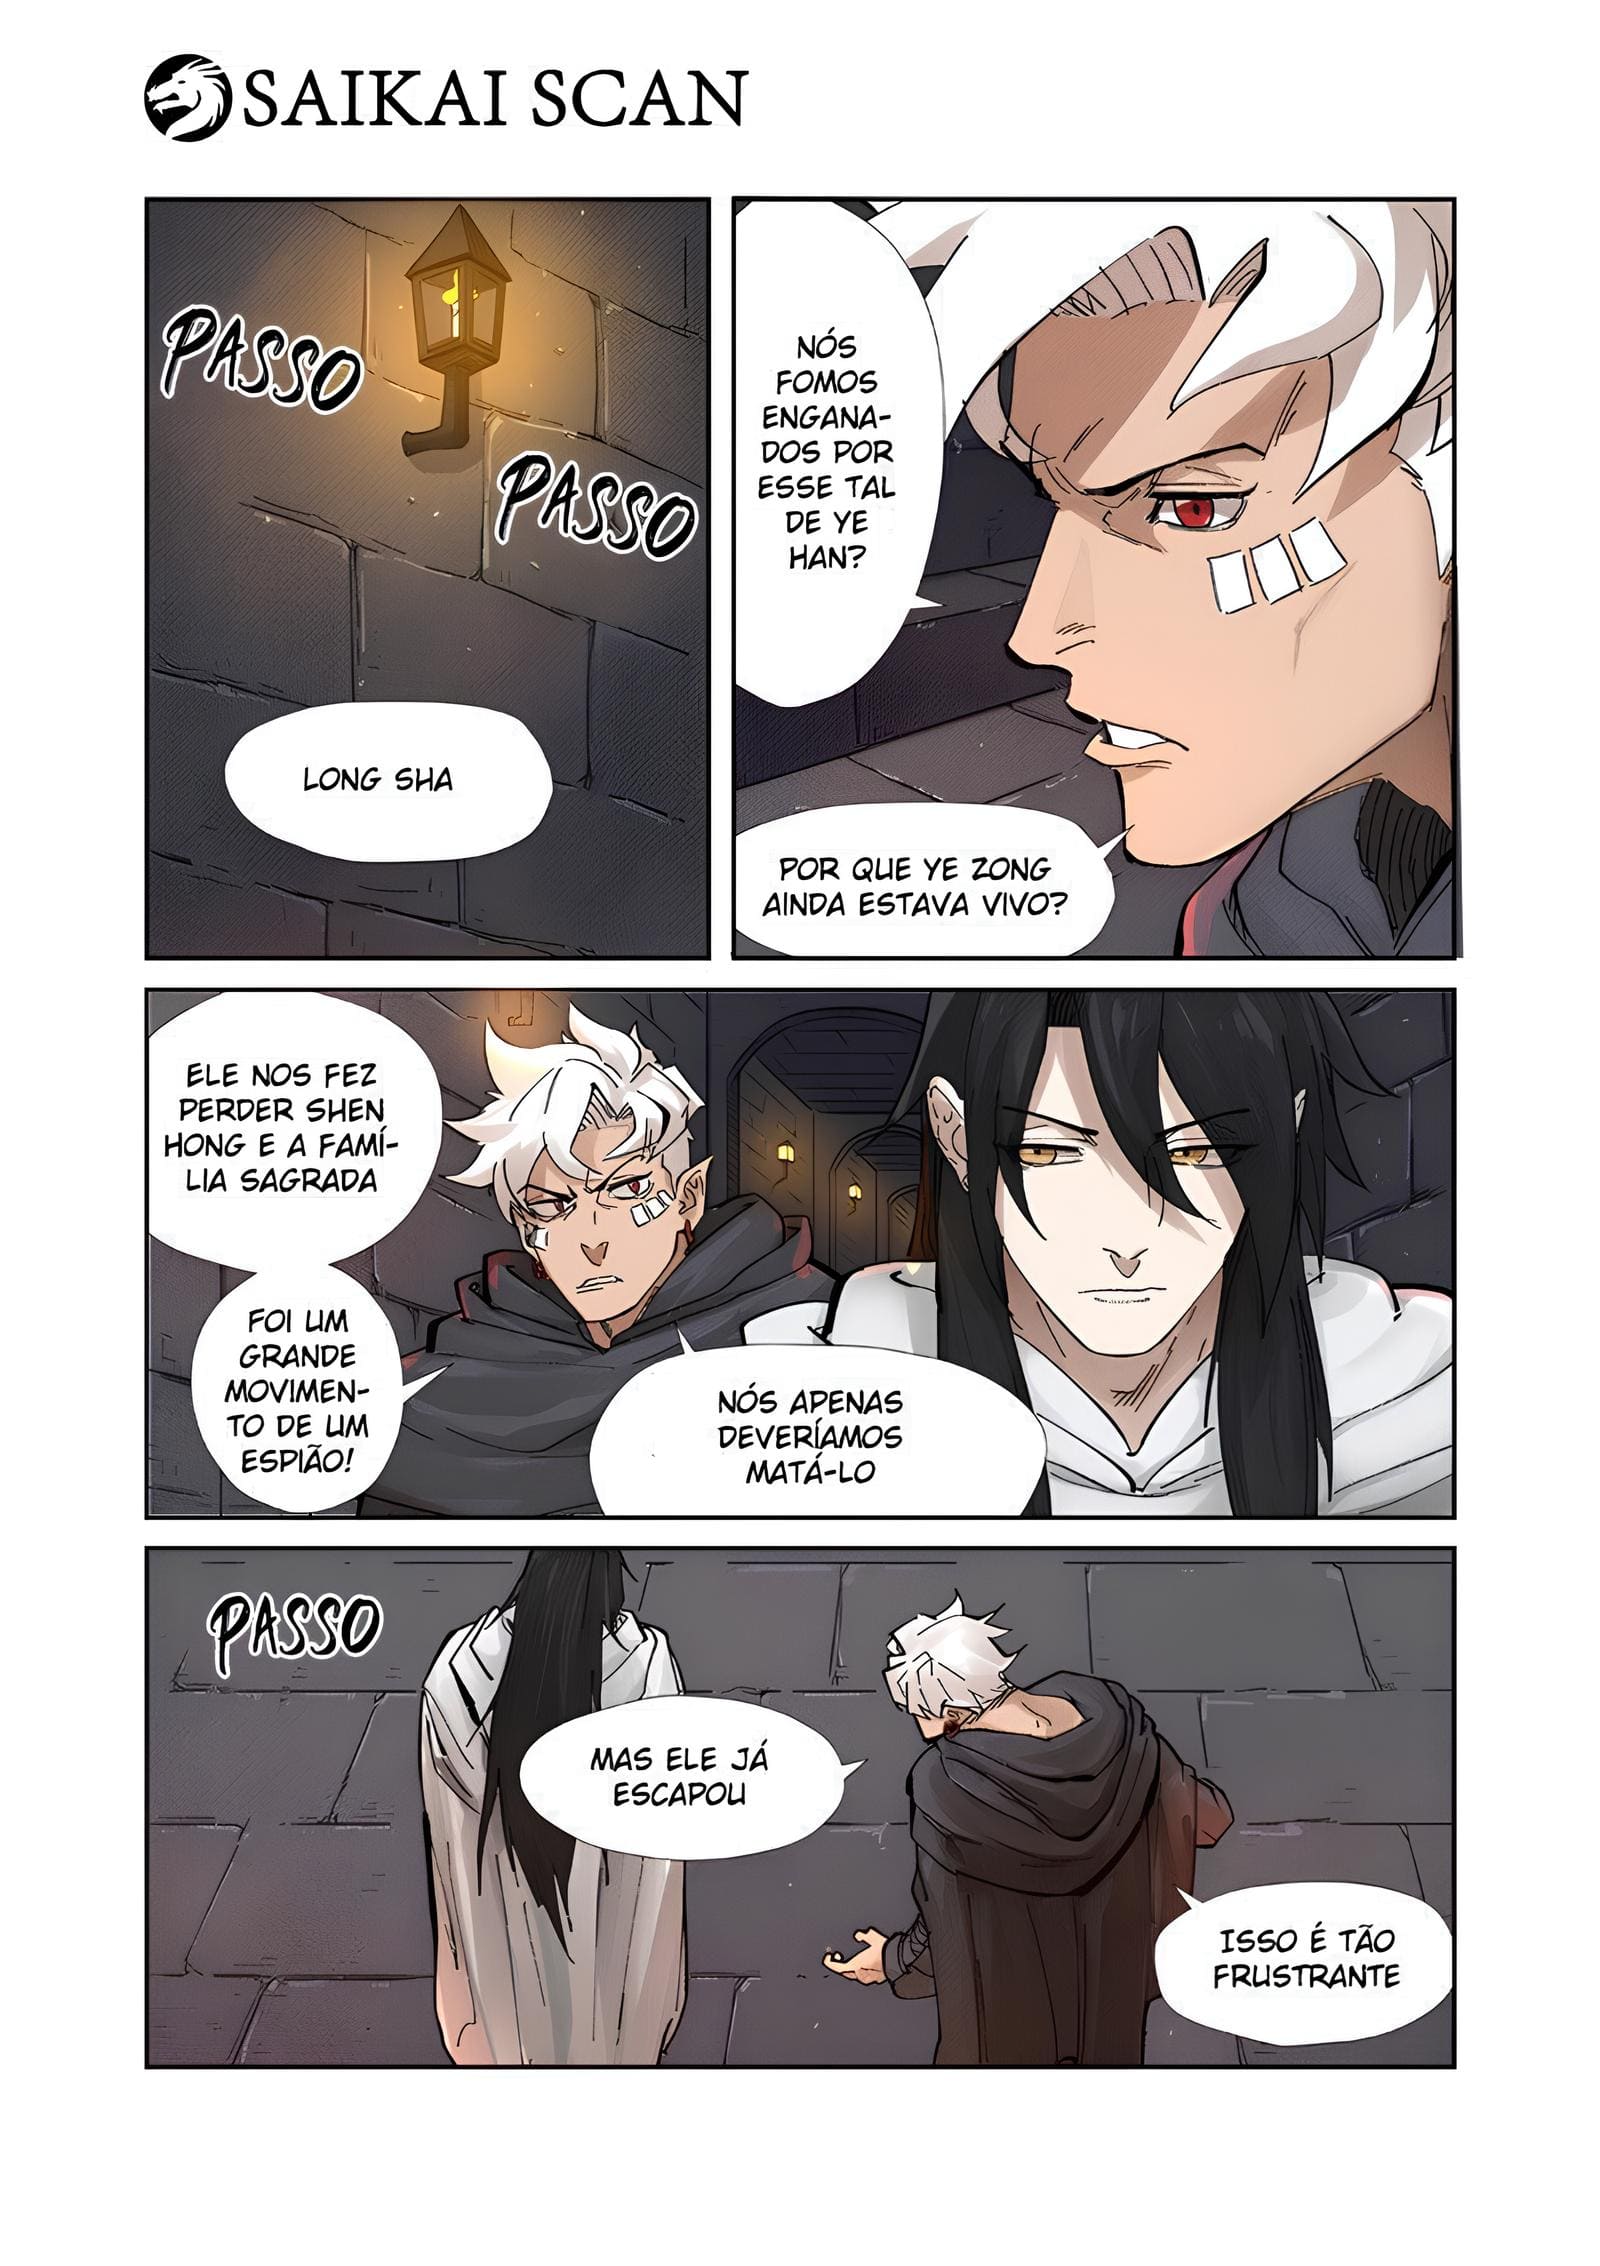 SAIKAI SCAN
PASSO
PASSO
LONG SHA
NÓS
FOMOS
ENGANA-
DOS POR
ESSE TAL
DE YE
HAN?
POR QUE YE ZONG
AINDA ESTAVA VIVO?
ELE NOS FEZ
PERDER SHEN
HONG E A FAMÍ-
LIA SAGRADA
FOI UM
GRANDE
MOVIMEN-
TO DE UM
ESPIÃO!
NÓS APENAS
DEVERÍAMOS
MATÁ-LO
PASSO
MAS ELE JÁ
ESCAPOU
ISSO É TÃO
FRUSTRANTE